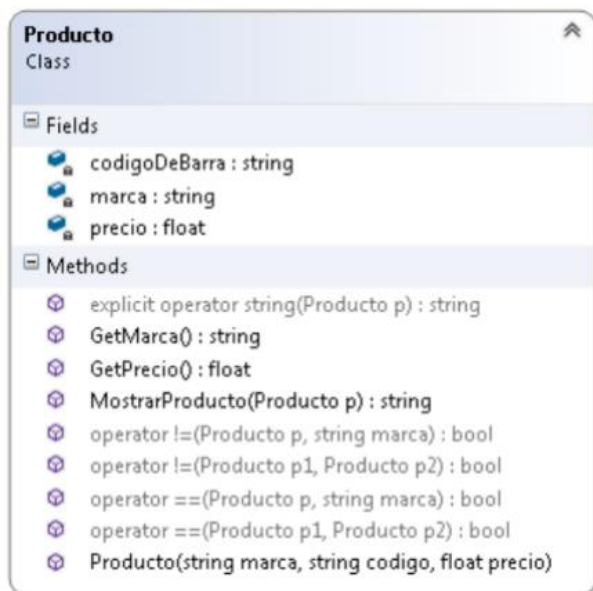 Producto
Class
Fields
codigoDeBarra : string
marca : string
precio : float
Methods
explicit operator string(Producto p) : string
GetMarca() : string
GetPrecio() : float
MostrarProducto(Producto p) : string
operator !=(Producto p, string marca) : bool
operator !=(Producto p1, Producto p2) : bool
operator ==(Producto p, string marca) : bool
operator ==(Producto p1, Producto p2) : bool
Producto(string marca, string codigo, float precio)